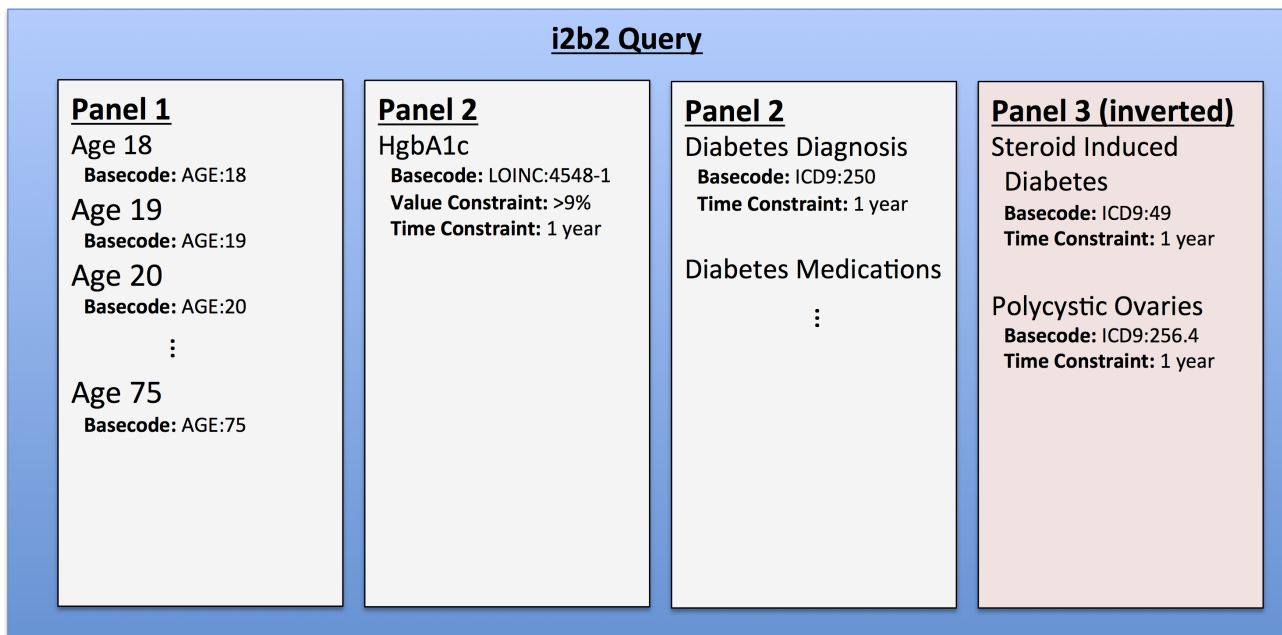 i2b2 Query
Panel 1
Age 18
Basecode: AGE:18
Age 19
Basecode: AGE:19
Age 20
Basecode: AGE:20
⋮
Age 75
Basecode: AGE:75
Panel 2
HgbA1c
Basecode: LOINC:4548-1
Value Constraint: >9%
Time Constraint: 1 year
Panel 2
Diabetes Diagnosis
Basecode: ICD9:250
Time Constraint: 1 year
Diabetes Medications
⋮
Panel 3 (inverted)
Steroid Induced
Diabetes
Basecode: ICD9:49
Time Constraint: 1 year
Polycystic Ovaries
Basecode: ICD9:256.4
Time Constraint: 1 year